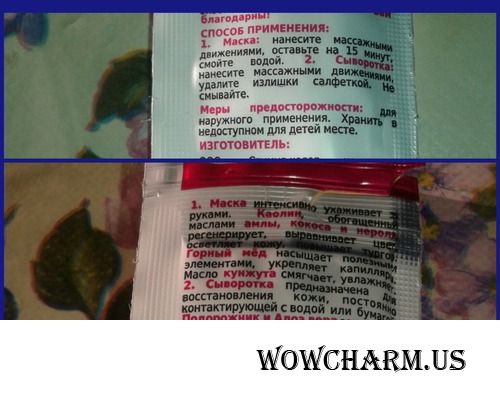 благодарны!
СПОСОБ ПРИМЕНЕНИЯ:
1. Маска: нанесите массажными
движениями, оставьте на 15 минут,
смойте водой. 2. Сыворотка:
нанесите массажными движениями,
удалите излишки салфеткой. Не
смывайте.
Меры предосторожности: для
наружного применения. Хранить в
недоступном для детей месте.
ИЗГОТОВИТЕЛЬ:
1. Маска интенсивно ухаживает за
руками. Каолин, обогащенный
маслами амлы, кокоса и нероли,
регенерирует, выравнивает цвет,
осветляет кожу, повышает тургор.
Горный мёд насыщает полезными
элементами, укрепляет капилляры.
Масло кунжута смягчает, увлажняет.
2. Сыворотка предназначена для
восстановления кожи, постоянно
контактирующей с водой или бумагой.
Подорожник и Алоэ
WOWCHARM.US